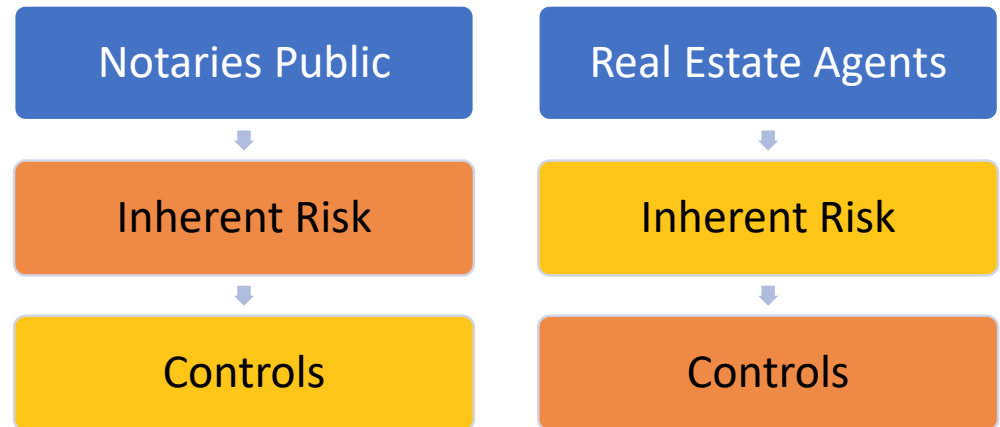 Notaries Public
Inherent Risk
Controls
Real Estate Agents
Inherent Risk
Controls